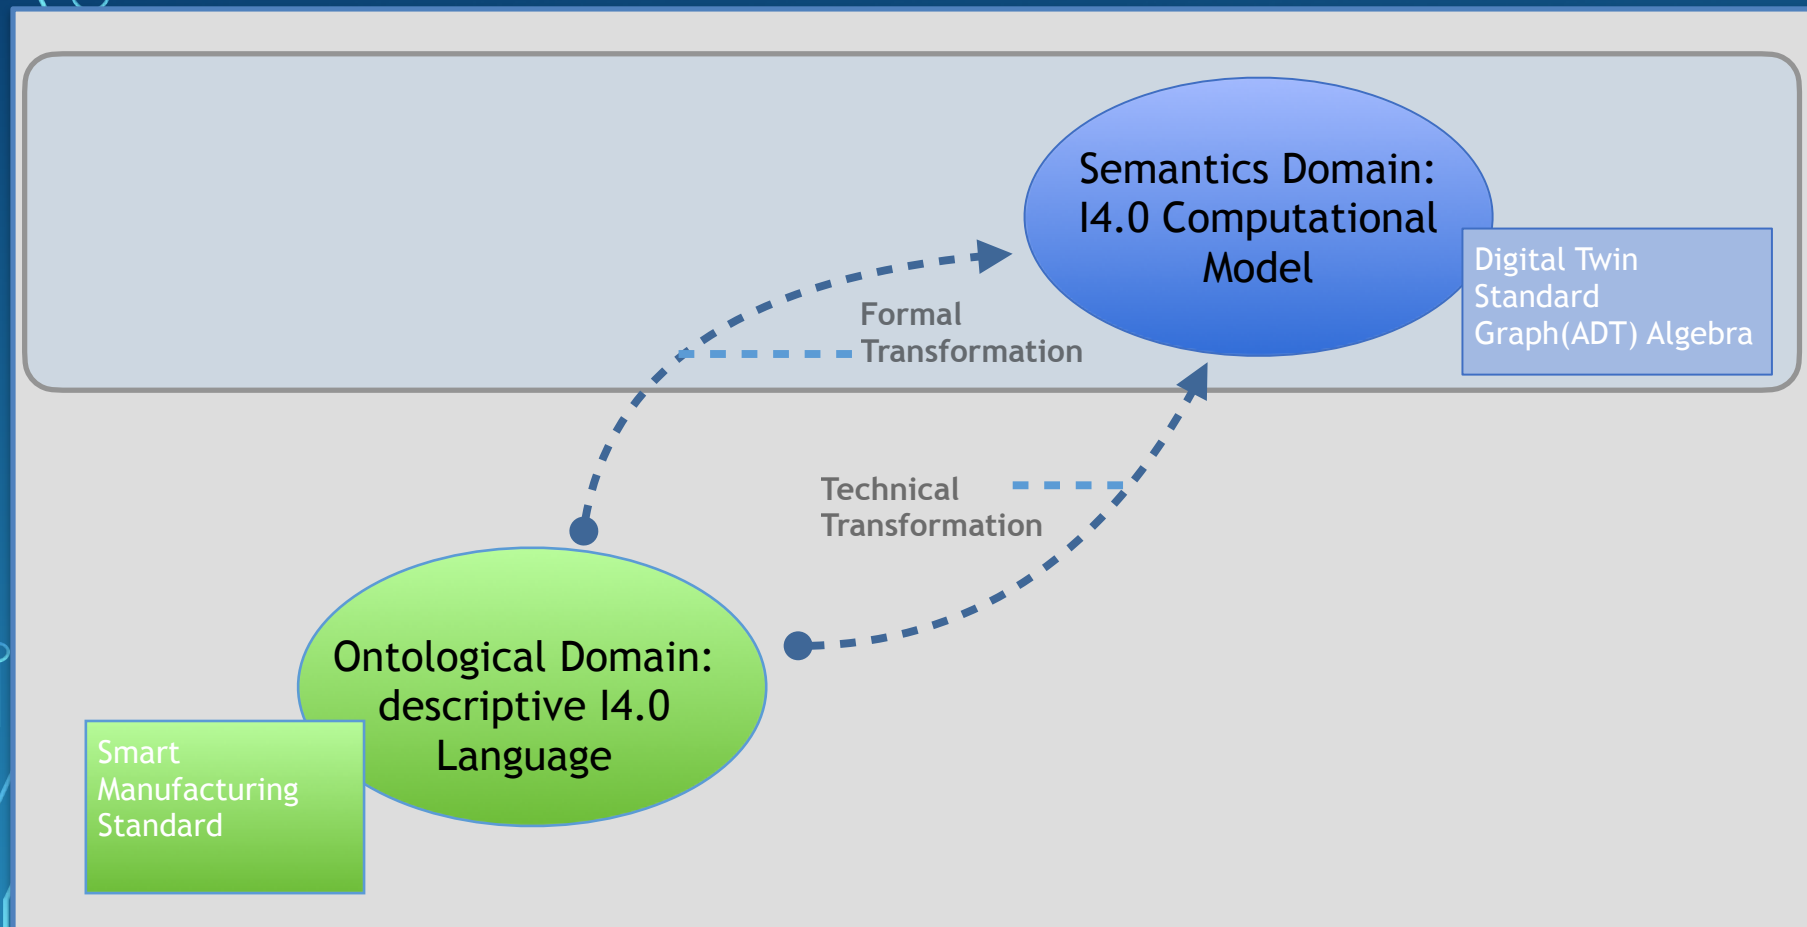 Semantics Domain:
I4.0 Computational
Model
Digital Twin
Standard
Graph(ADT) Algebra
Formal
Transformation
Technical
Transformation
Ontological Domain:
descriptive I4.0
Language
Smart
Manufacturing
Standard